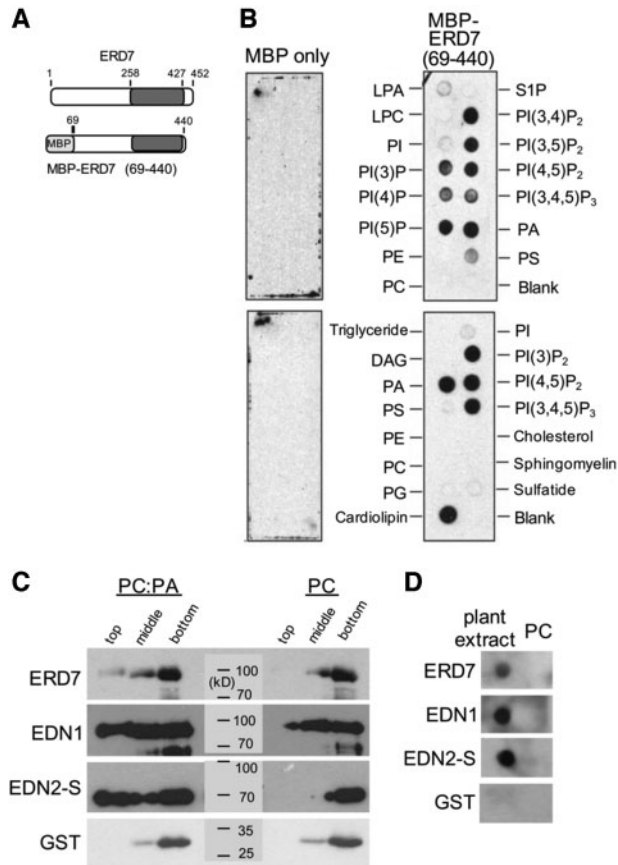 A
ERD7
1 258 427 452
69 440
MBP
MBP-ERD7 (69-440)
B
MBP only
MBP-
ERD7
(69-440)
LPA S1P
LPC PI(3,4)P₂
PI PI(3,5)P₂
PI(3)P PI(4,5)P₂
PI(4)P PI(3,4,5)P₃
PI(5)P PA
PE PS
PC Blank
Triglyceride PI
DAG PI(3)P₂
PA PI(4,5)P₂
PS PI(3,4,5)P₃
PE Cholesterol
PC Sphingomyelin
PG Sulfatide
Cardiolipin Blank
C
PC:PA PC
top middle bottom top middle bottom
ERD7 100
(kD)
70
EDN1 100
70
EDN2-S 100
70
GST 35
25
D
plant
extract PC
ERD7
EDN1
EDN2-S
GST